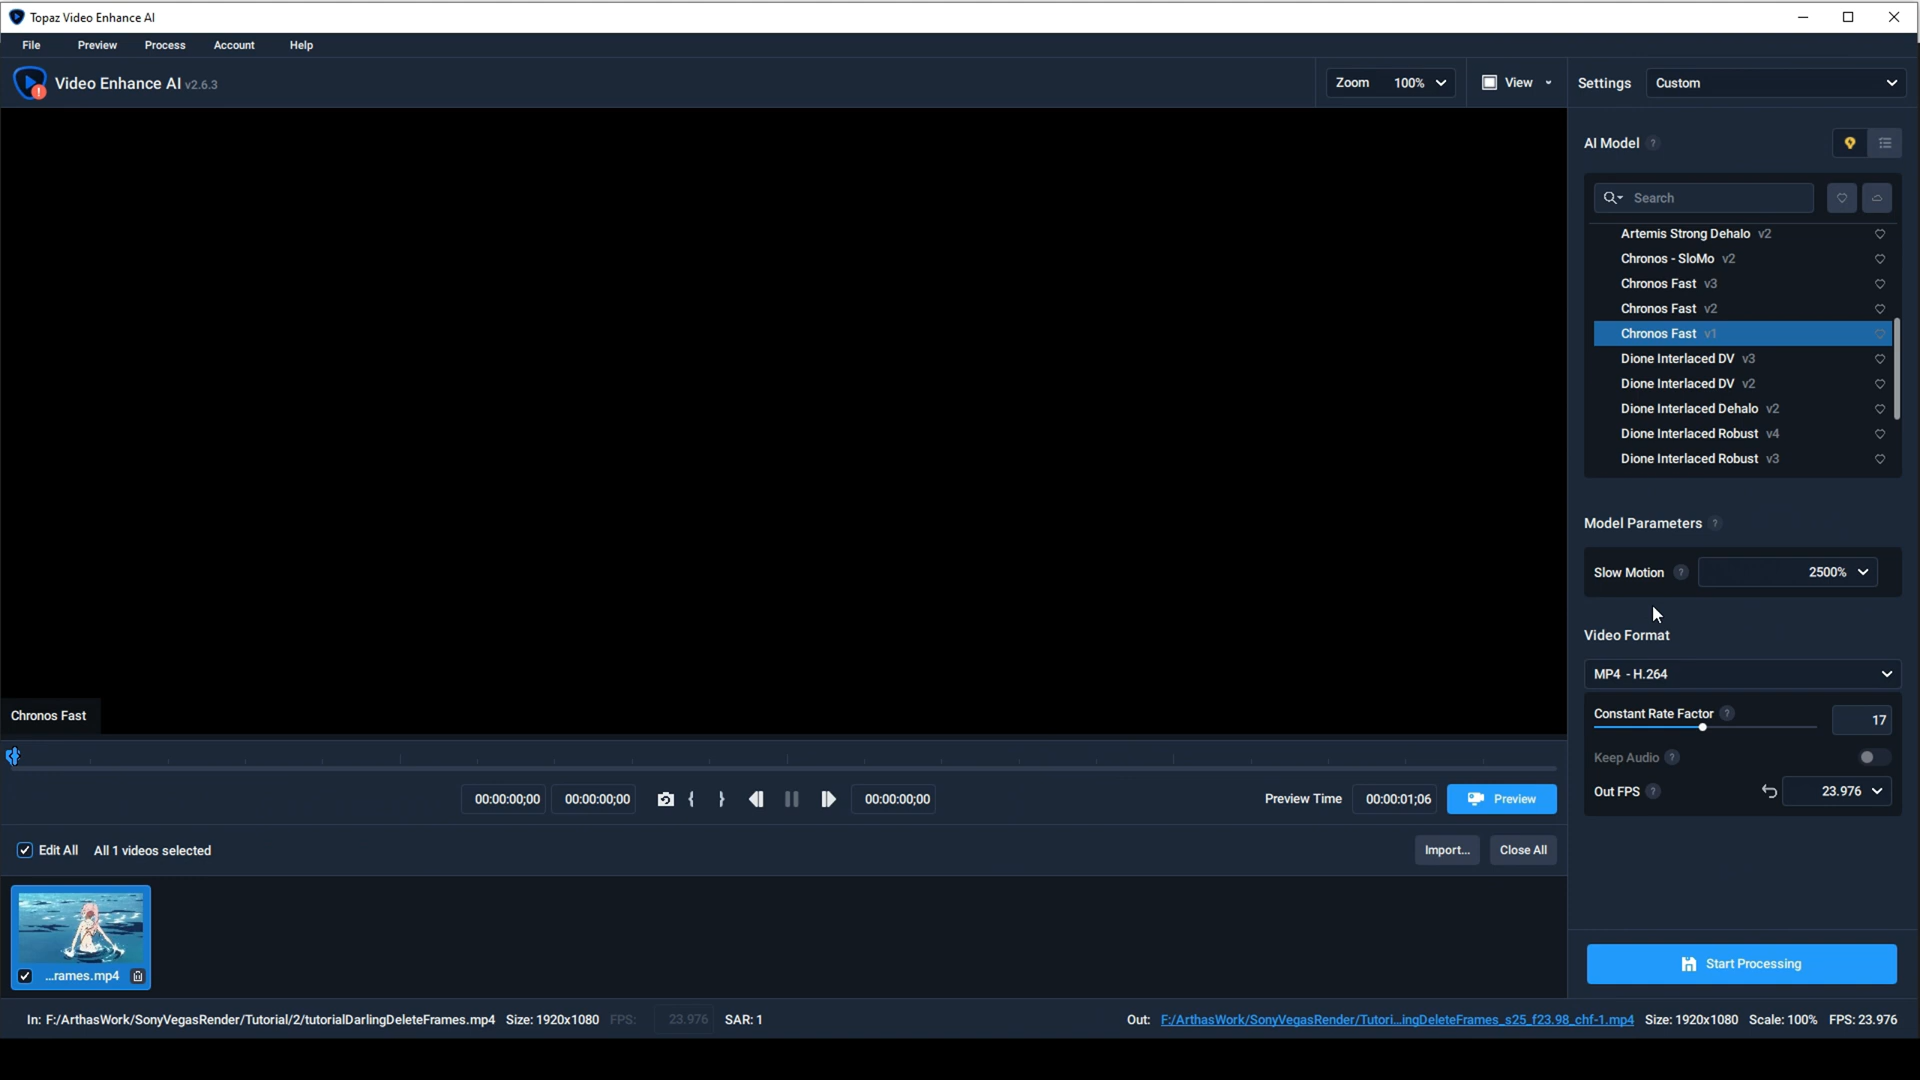 Topaz Video Enhance AI
File Preview Process Account Help
Video Enhance AI v2.6.3
Zoom 100%
View
Settings Custom
AI Model ?
Search
Artemis Strong Dehalo v2
Chronos - SloMo v2
Chronos Fast v3
Chronos Fast v2
Chronos Fast v1
Dione Interlaced DV v3
Dione Interlaced DV v2
Dione Interlaced Dehalo v2
Dione Interlaced Robust v4
Dione Interlaced Robust v3
Model Parameters ?
Slow Motion ? 2500%
Video Format
MP4 - H.264
Constant Rate Factor ? 17
Keep Audio ?
Out FPS ? 23.976
Chronos Fast
00:00:00;00 00:00:00;00 { } 00:00:00;00 Preview Time 00:00:01;06 Preview
Edit All All 1 videos selected Import... Close All
...rames.mp4
Start Processing
In: F:/ArthasWork/SonyVegasRender/Tutorial/2/tutorialDarlingDeleteFrames.mp4 Size: 1920x1080 FPS: 23.976 SAR: 1
Out: F:/ArthasWork/SonyVegasRender/Tutori...ingDeleteFrames_s25_f23.98_chf-1.mp4 Size: 1920x1080 Scale: 100% FPS: 23.976